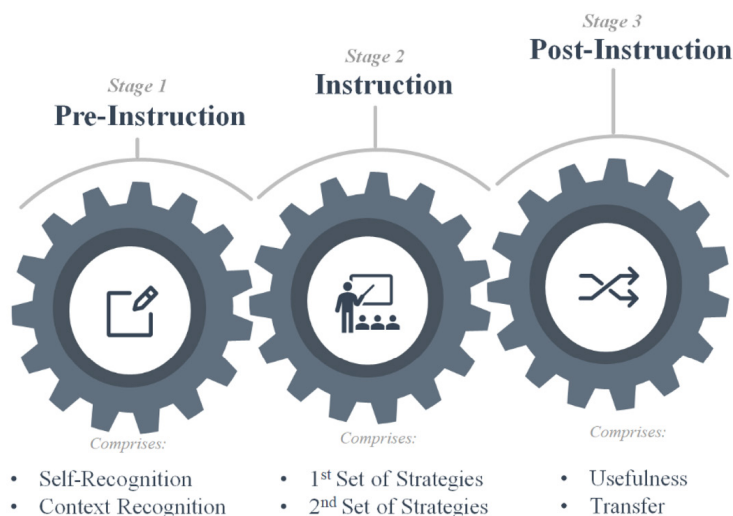 Stage 1
Pre-Instruction
Comprises:
• Self-Recognition
• Context Recognition
Stage 2
Instruction
Comprises:
• 1st Set of Strategies
• 2nd Set of Strategies
Stage 3
Post-Instruction
Comprises:
• Usefulness
• Transfer